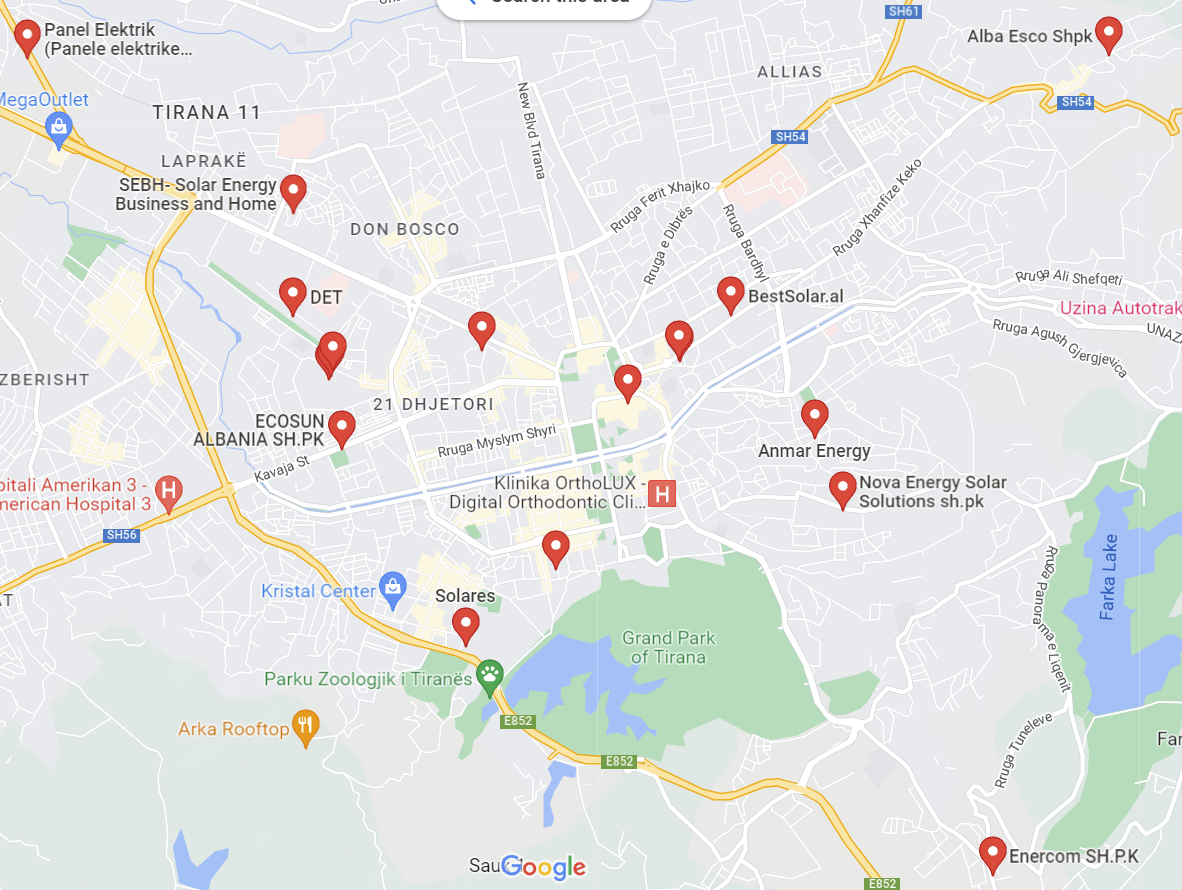 Search this area
SH61
Panel Elektrik
(Panele elektrike...
Alba Esco Shpk
ALLIAS
MegaOutlet
SH54
TIRANA 11
New Blvd Tirana
SH54
LAPRAKË
SEBH- Solar Energy
Business and Home
Rruga Ferit Xhajko
Rruga Xhanfize Keko
Rruga e Dibrës
Rruga Bardhyl
DON BOSCO
Rruga Ali Shefqeti
DET
BestSolar.al
Uzina Autotrak
Rruga Agush Gjergjevica
UNAZ
ZBERISHT
21 DHJETORI
ECOSUN
ALBANIA SH.PK
Rruga Myslym Shyri
Anmar Energy
Kavaja St
Klinika OrthoLUX -
Digital Orthodontic Cli...
H
Nova Energy Solar
Solutions sh.pk
pitali Amerikan 3 -
merican Hospital 3
H
SH56
Rruga Panorama e Liqenit
Farka Lake
Kristal Center
Solares
Grand Park
of Tirana
Parku Zoologjik i Tiranës
E852
Arka Rooftop
Rruga Tuneleve
Far
E852
Sauk
Google
Enercom SH.P.K
E852